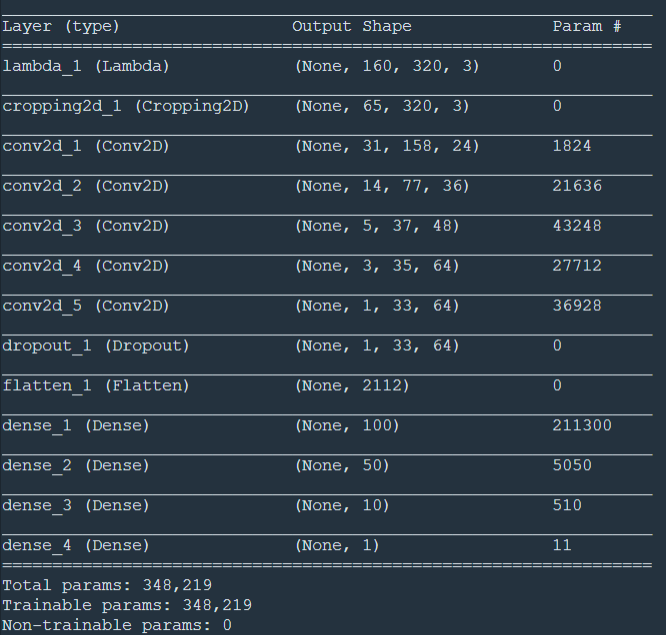 Layer (type) Output Shape Param #
=================================================================
lambda_1 (Lambda) (None, 160, 320, 3) 0
cropping2d_1 (Cropping2D) (None, 65, 320, 3) 0
conv2d_1 (Conv2D) (None, 31, 158, 24) 1824
conv2d_2 (Conv2D) (None, 14, 77, 36) 21636
conv2d_3 (Conv2D) (None, 5, 37, 48) 43248
conv2d_4 (Conv2D) (None, 3, 35, 64) 27712
conv2d_5 (Conv2D) (None, 1, 33, 64) 36928
dropout_1 (Dropout) (None, 1, 33, 64) 0
flatten_1 (Flatten) (None, 2112) 0
dense_1 (Dense) (None, 100) 211300
dense_2 (Dense) (None, 50) 5050
dense_3 (Dense) (None, 10) 510
dense_4 (Dense) (None, 1) 11
=================================================================
Total params: 348,219
Trainable params: 348,219
Non-trainable params: 0